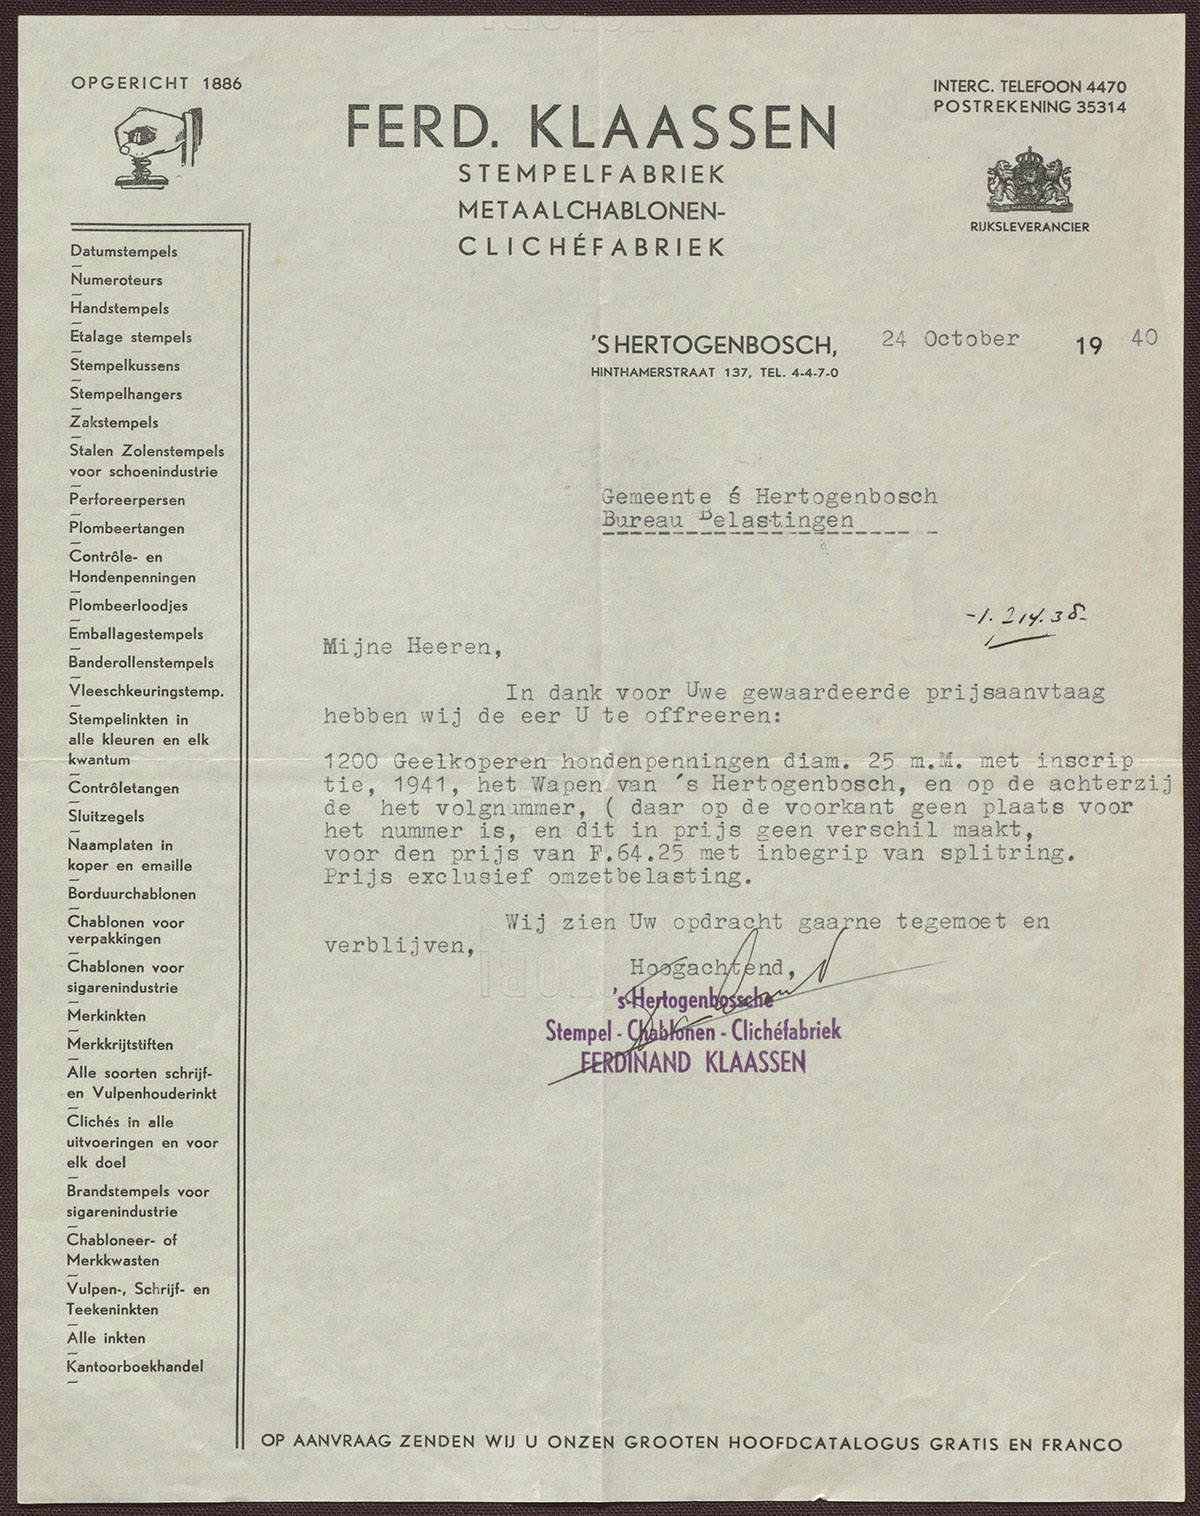 OPGERICHT 1886
FERD. KLAASSEN
STEMPELFABRIEK
METAALCHABLONEN-
CLICHÉFABRIEK
INTERC. TELEFOON 4470
POSTREKENING 35314
RIJKSLEVERANCIER
'S HERTOGENBOSCH, 24 October 19 40
HINTHAMERSTRAAT 137, TEL. 4-4-7-0
Datumstempels
Numeroteurs
Handstempels
Etalage stempels
Stempelkussens
Stempelhangers
Zakstempels
Stalen Zolenstempels
voor schoenindustrie
Perforeerpersen
Plombeertangen
Contrôle- en
Hondenpenningen
Plombeerloodjes
Emballagestempels
Banderollenstempels
Vleeschkeuringstemp.
Stempelinkten in
alle kleuren en elk
kwantum
Contrôletangen
Sluitzegels
Naamplaten in
koper en emaille
Borduurchablonen
Chablonen voor
verpakkingen
Chablonen voor
sigarenindustrie
Merkinkten
Merkkrijtstiften
Alle soorten schrijf-
en Vulpenhouderinkt
Clichés in alle
uitvoeringen en voor
elk doel
Brandstempels voor
sigarenindustrie
Chabloneer- of
Merkkwasten
Vulpen-, Schrijf- en
Teekeninkten
Alle inkten
Kantoorboekhandel
Gemeente ś Hertogenbosch
Bureau Belastingen
-1.214.38-
Mijne Heeren,
In dank voor Uwe gewaardeerde prijsaanvtaag
hebben wij de eer U te offreeren:
1200 Geelkoperen hondenpenningen diam. 25 m.M. met inscrip
tie, 1941, het Wapen van 's Hertogenbosch, en op de achterzij
de het volgnummer, ( daar op de voorkant geen plaats voor
het nummer is, en dit in prijs geen verschil maakt,
voor den prijs van F.64.25 met inbegrip van splitring.
Prijs exclusief omzetbelasting.
Wij zien Uw opdracht gaarne tegemoet en
verblijven,
Hoogachtend,
's-Hertogenbossche
Stempel - Chablonen - Clichéfabriek
FERDINAND KLAASSEN
OP AANVRAAG ZENDEN WIJ U ONZEN GROOTEN HOOFDCATALOGUS GRATIS EN FRANCO